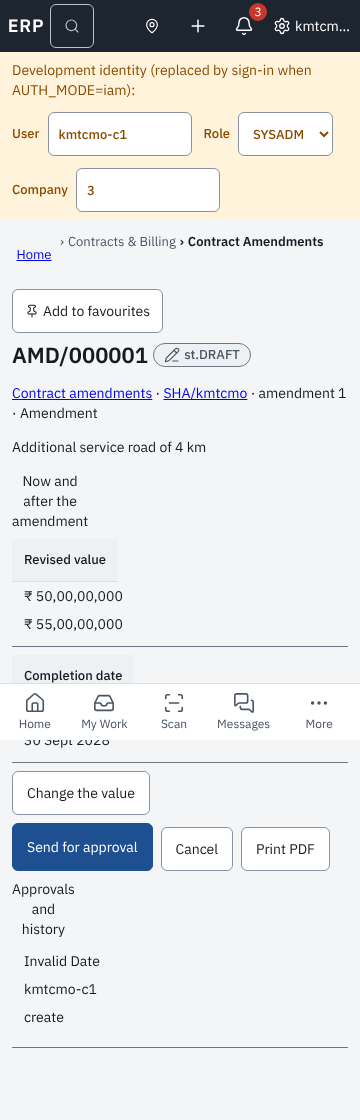 ERP
3
kmtcm...
Development identity (replaced by sign-in when
AUTH_MODE=iam):
User kmtcmo-c1 Role SYSADM
Company 3
Home › Contracts & Billing › Contract Amendments
Add to favourites
AMD/000001 st.DRAFT
Contract amendments · SHA/kmtcmo · amendment 1
· Amendment
Additional service road of 4 km
Now and
after the
amendment
Revised value
₹ 50,00,00,000
₹ 55,00,00,000
Completion date
Home My Work Scan Messages More
30 Sept 2028
Change the value
Send for approval Cancel Print PDF
Approvals
and
history
Invalid Date
kmtcmo-c1
create